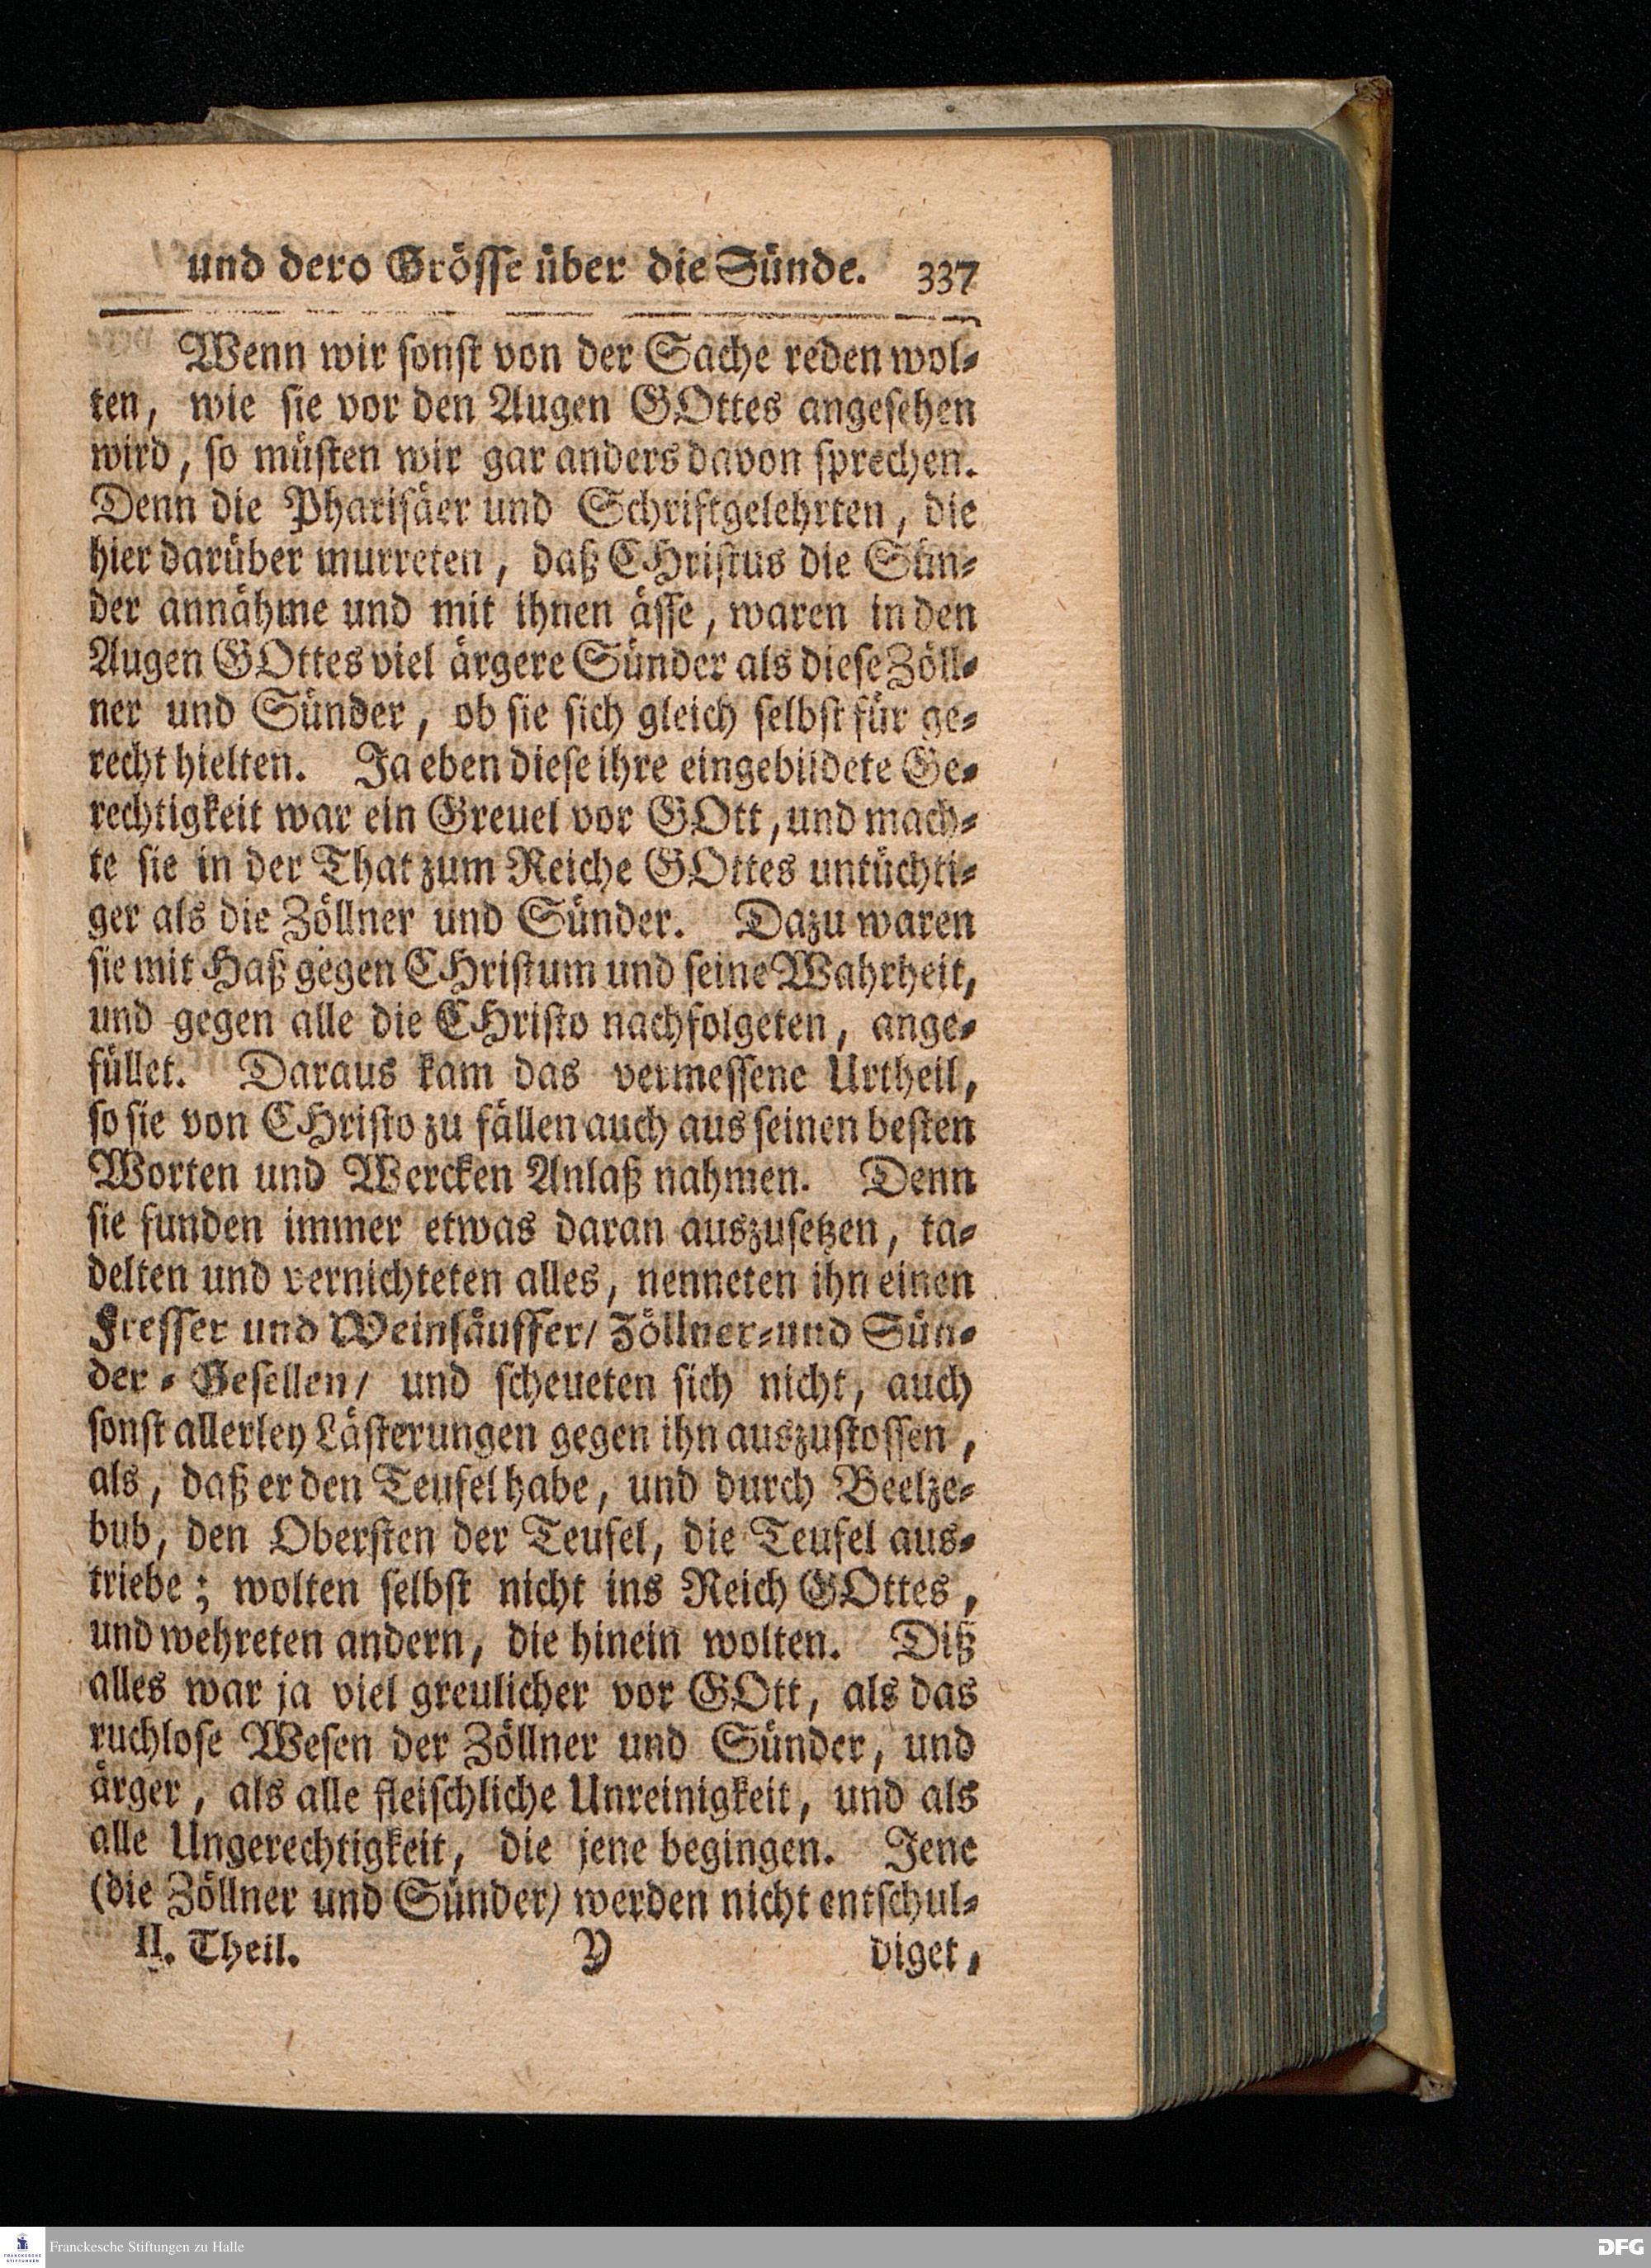 und dero Grösse über die Sünde. 337
Wenn wir sonst von der Sache reden wol-
ten, wie sie vor den Augen GOttes angesehen
wird, so müsten wir gar anders davon sprechen.
Denn die Pharisäer und Schriftgelehrten, die
hier darüber murreten, daß CHristus die Sün-
der annähme und mit ihnen ässe, waren in den
Augen GOttes viel ärgere Sünder als diese Zöll-
ner und Sünder, ob sie sich gleich selbst für ge-
recht hielten. Ja eben diese ihre eingebildete Ge-
rechtigkeit war ein Greuel vor GOtt, und mach-
te sie in der That zum Reiche GOttes untüchti-
ger als die Zöllner und Sünder. Dazu waren
sie mit Haß gegen CHristum und seine Wahrheit,
und gegen alle die CHristo nachfolgeten, ange-
füllet. Daraus kam das vermessene Urtheil,
so sie von CHristo zu fällen auch aus seinen besten
Worten und Wercken Anlaß nahmen. Denn
sie funden immer etwas daran auszusetzen, ta-
delten und vernichteten alles, nenneten ihn einen
Fresser und Weinsäuffer/ Zöllner-und Sün-
der-Gesellen/ und scheueten sich nicht, auch
sonst allerley Lästerungen gegen ihn auszustossen,
als, daß er den Teufel habe, und durch Beelze-
bub, den Obersten der Teufel, die Teufel aus-
triebe; wolten selbst nicht ins Reich GOttes,
und wehreten andern, die hinein wolten. Diß
alles war ja viel greulicher vor GOtt, als das
ruchlose Wesen der Zöllner und Sünder, und
ärger, als alle fleischliche Unreinigkeit, und als
alle Ungerechtigkeit, die jene begingen. Jene
(die Zöllner und Sünder) werden nicht entschul-
II. Theil. Y diget,
FRANCKESCHE STIFTUNGEN
Franckesche Stiftungen zu Halle
DFG